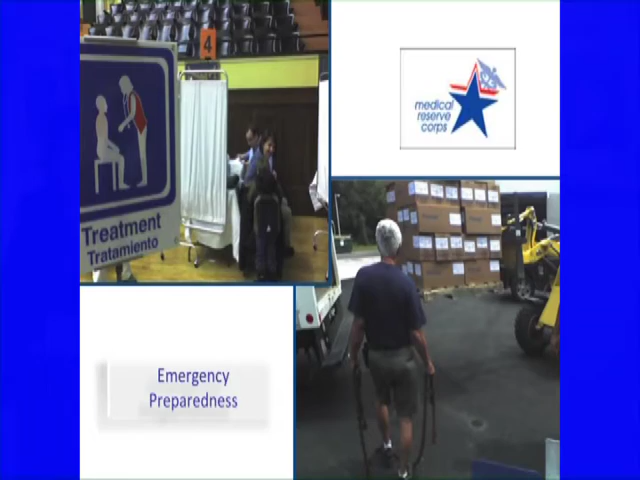 4
Treatment
Tratamiento
medical
reserve
corps
Emergency
Preparedness